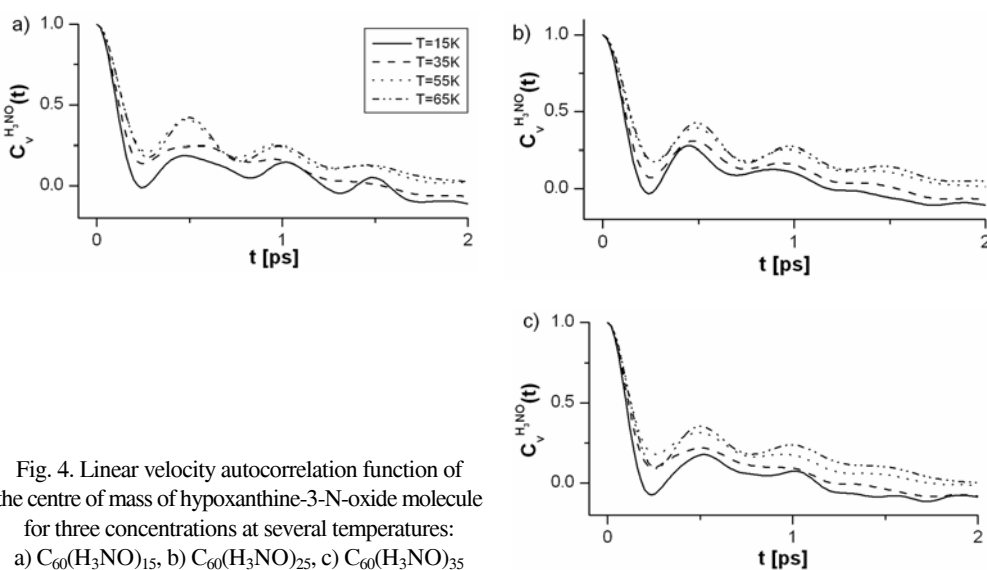 a)
1.0
0.5
0.0
C_V^{H₃NO}(t)
T=15K
T=35K
T=55K
T=65K
0
1
2
t [ps]
b)
1.0
0.5
0.0
C_V^{H₃NO}(t)
0
1
2
t [ps]
c)
1.0
0.5
0.0
C_V^{H₃NO}(t)
0
1
2
t [ps]
Fig. 4. Linear velocity autocorrelation function of
the centre of mass of hypoxanthine-3-N-oxide molecule
for three concentrations at several temperatures:
a) C₆₀(H₃NO)₁₅, b) C₆₀(H₃NO)₂₅, c) C₆₀(H₃NO)₃₅